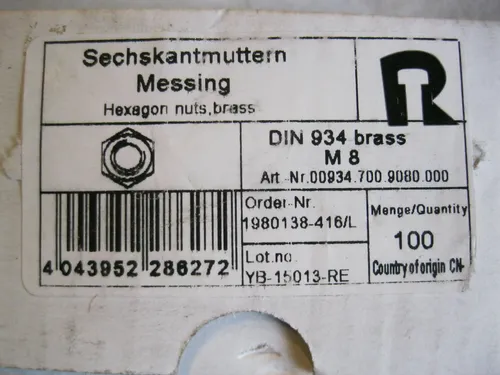 Sechskantmuttern
Messing
Hexagon nuts,brass
R
DIN 934 brass
M 8
Art.-Nr.00934.700.9080.000
Order-Nr.
1980138-416/L
Menge/Quantity
100
Lot.no.
YB-15013-RE
Country of origin CN-
4 043952 286272